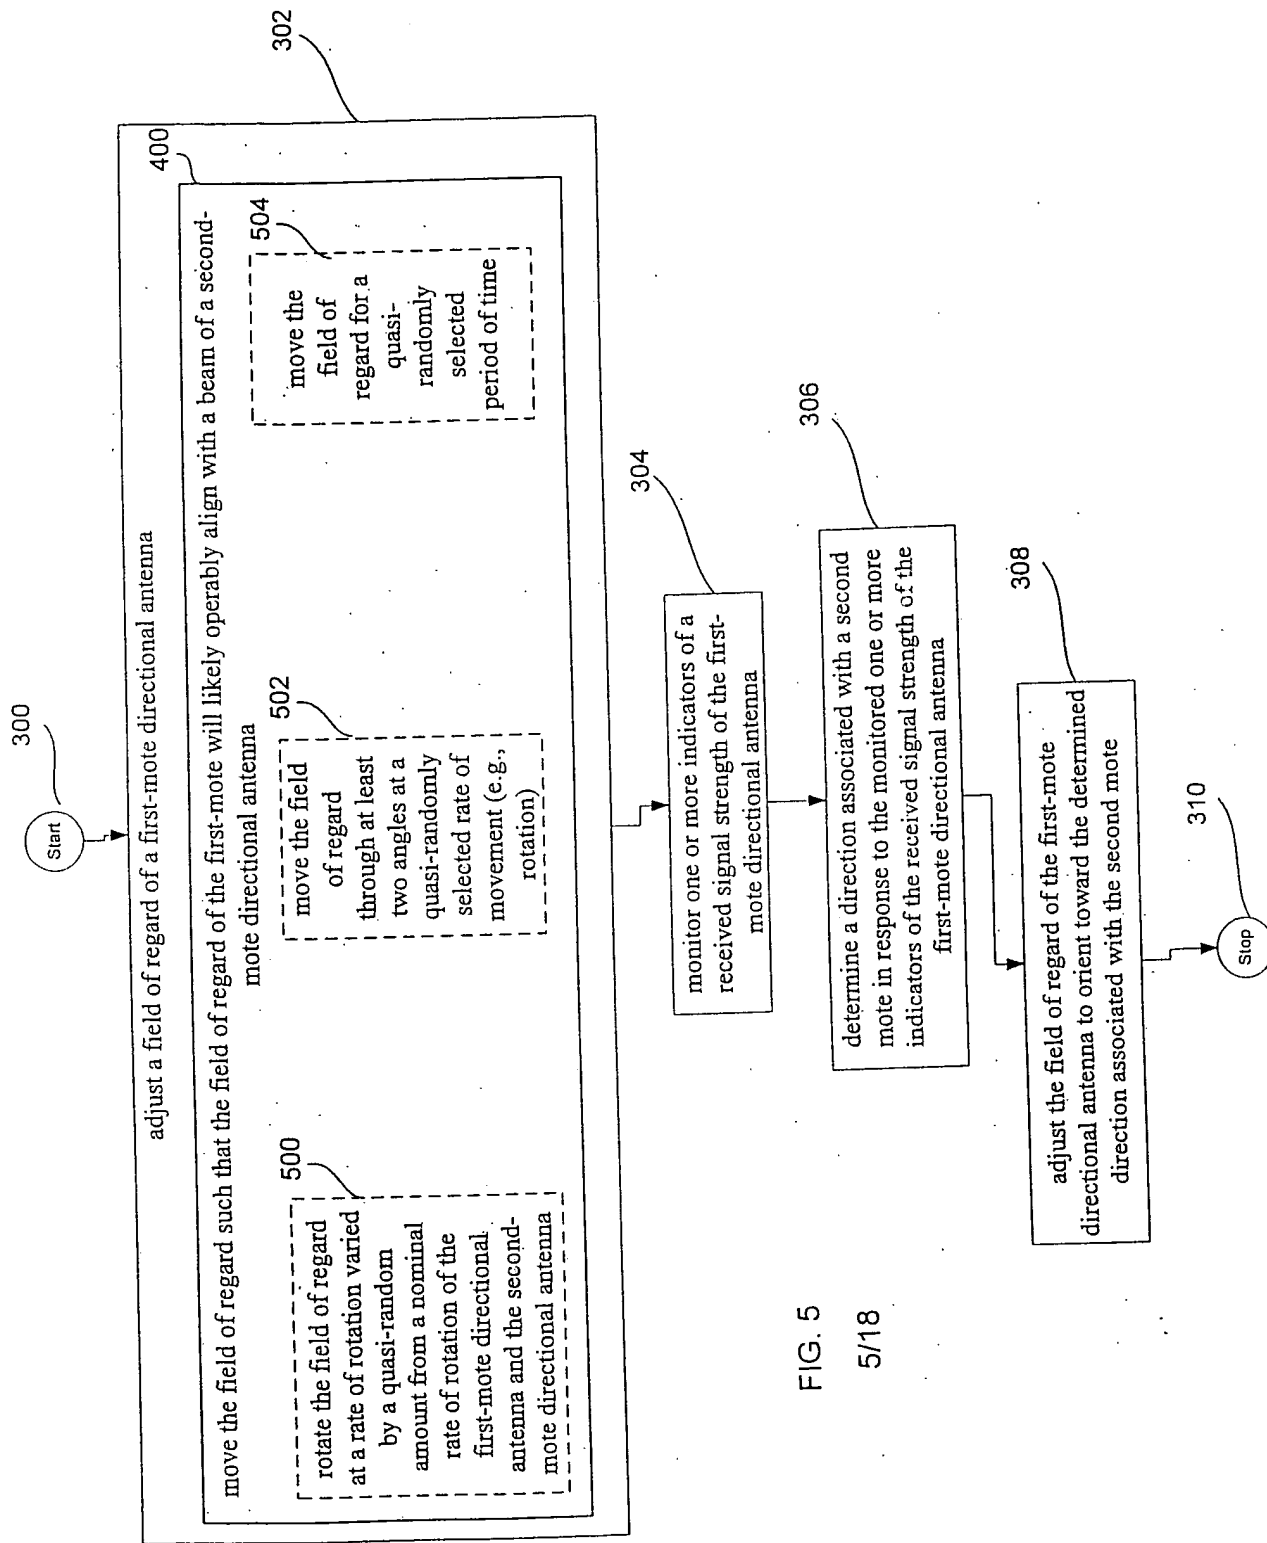 300
Start
302
adjust a field of regard of a first-mote directional antenna
400
move the field of regard such that the field of regard of the first-mote will likely operably align with a beam of a second-
mote directional antenna
500
rotate the field of regard
at a rate of rotation varied
by a quasi-random
amount from a nominal
rate of rotation of the
first-mote directional
antenna and the second-
mote directional antenna
502
move the field
of regard
through at least
two angles at a
quasi-randomly
selected rate of
movement (e.g.,
rotation)
504
move the
field of
regard for a
quasi-
randomly
selected
period of time
304
monitor one or more indicators of a
received signal strength of the first-
mote directional antenna
306
determine a direction associated with a second
mote in response to the monitored one or more
indicators of the received signal strength of the
first-mote directional antenna
308
adjust the field of regard of the first-mote
directional antenna to orient toward the determined
direction associated with the second mote
310
Stop
FIG. 5
5/18